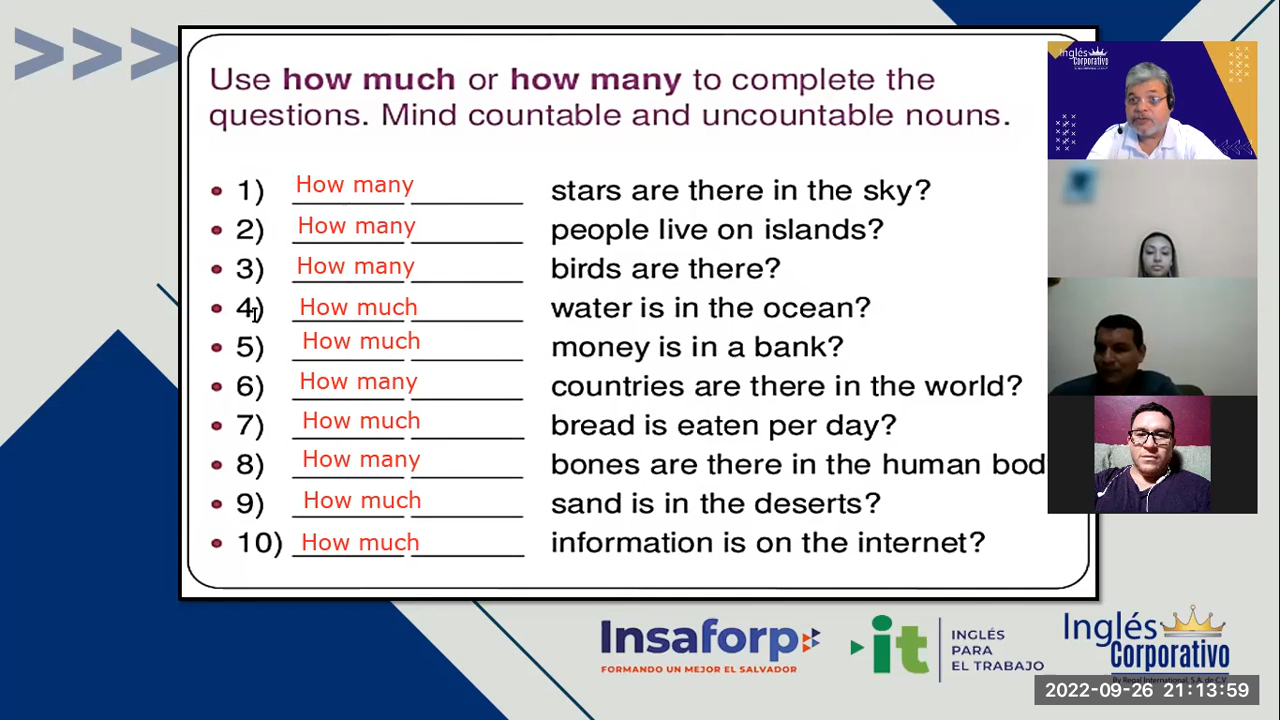 >>>
Use how much or how many to complete the
questions. Mind countable and uncountable nouns.
• 1) How many stars are there in the sky?
• 2) How many people live on islands?
• 3) How many birds are there?
• 4) How much water is in the ocean?
• 5) How much money is in a bank?
• 6) How many countries are there in the world?
• 7) How much bread is eaten per day?
• 8) How many bones are there in the human bod
• 9) How much sand is in the deserts?
• 10) How much information is on the internet?
Inglés
Corporativo
Insaforp
FORMANDO UN MEJOR EL SALVADOR
it
INGLÉS
PARA
EL TRABAJO
Inglés
Corporativo
By Repal International, S.A. de C.V.
2022-09-26 21:13:59